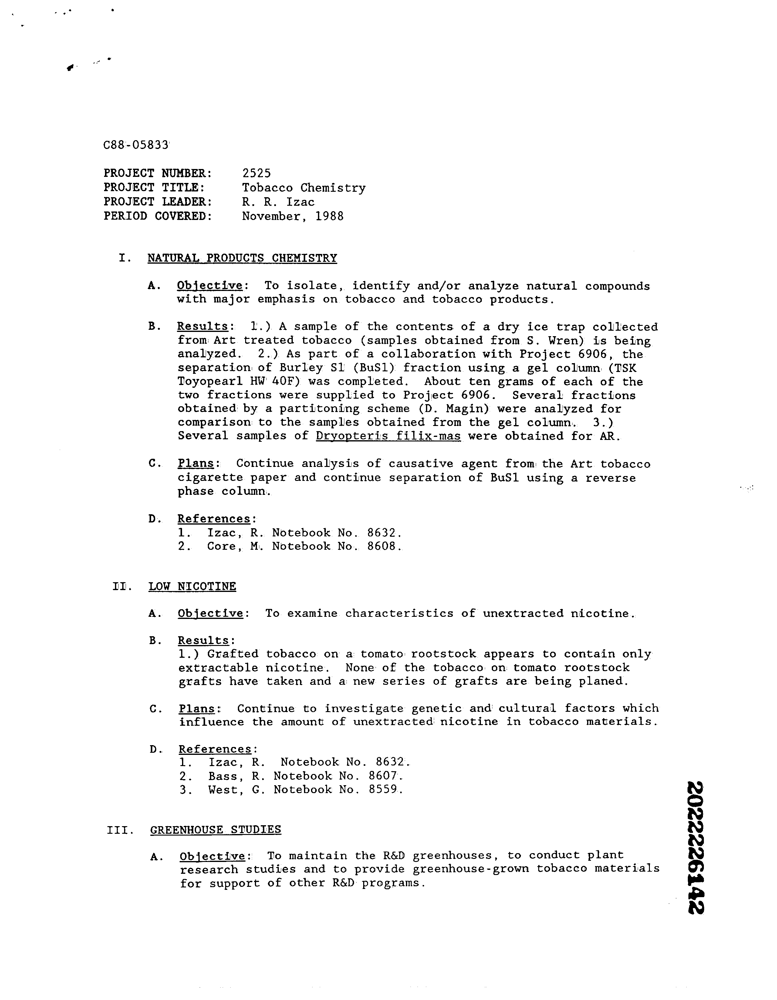 C88-05833
PROJECT NUMBER: 2525
PROJECT TITLE: Tobacco Chemistry
PROJECT LEADER: R. R. Izac
PERIOD COVERED: November, 1988
I. NATURAL PRODUCTS CHEMISTRY
A. Objective: To isolate, identify and/or analyze natural compounds
with major emphasis on tobacco and tobacco products.
B. Results: 1.) A sample of the contents of a dry ice trap collected
from Art treated tobacco (samples obtained from S. Wren) is being
analyzed. 2.) As part of a collaboration with Project 6906, the
separation of Burley S1 (BuS1) fraction using a gel column (TSK
Toyopearl HW 40F) was completed. About ten grams of each of the
two fractions were supplied to Project 6906. Several fractions
obtained by a partitoning scheme (D. Magin) were analyzed for
comparison to the samples obtained from the gel column. 3.)
Several samples of Dryopteris filix-mas were obtained for AR.
C. Plans: Continue analysis of causative agent from the Art tobacco
cigarette paper and continue separation of BuS1 using a reverse
phase column.
D. References:
1. Izac, R. Notebook No. 8632.
2. Core, M. Notebook No. 8608.
II. LOW NICOTINE
A. Objective: To examine characteristics of unextracted nicotine.
B. Results:
1.) Grafted tobacco on a tomato rootstock appears to contain only
extractable nicotine. None of the tobacco on tomato rootstock
grafts have taken and a new series of grafts are being planed.
C. Plans: Continue to investigate genetic and cultural factors which
influence the amount of unextracted nicotine in tobacco materials.
D. References:
1. Izac, R. Notebook No. 8632.
2. Bass, R. Notebook No. 8607.
3. West, G. Notebook No. 8559.
III. GREENHOUSE STUDIES
A. Objective: To maintain the R&D greenhouses, to conduct plant
research studies and to provide greenhouse-grown tobacco materials
for support of other R&D programs.
2022226142